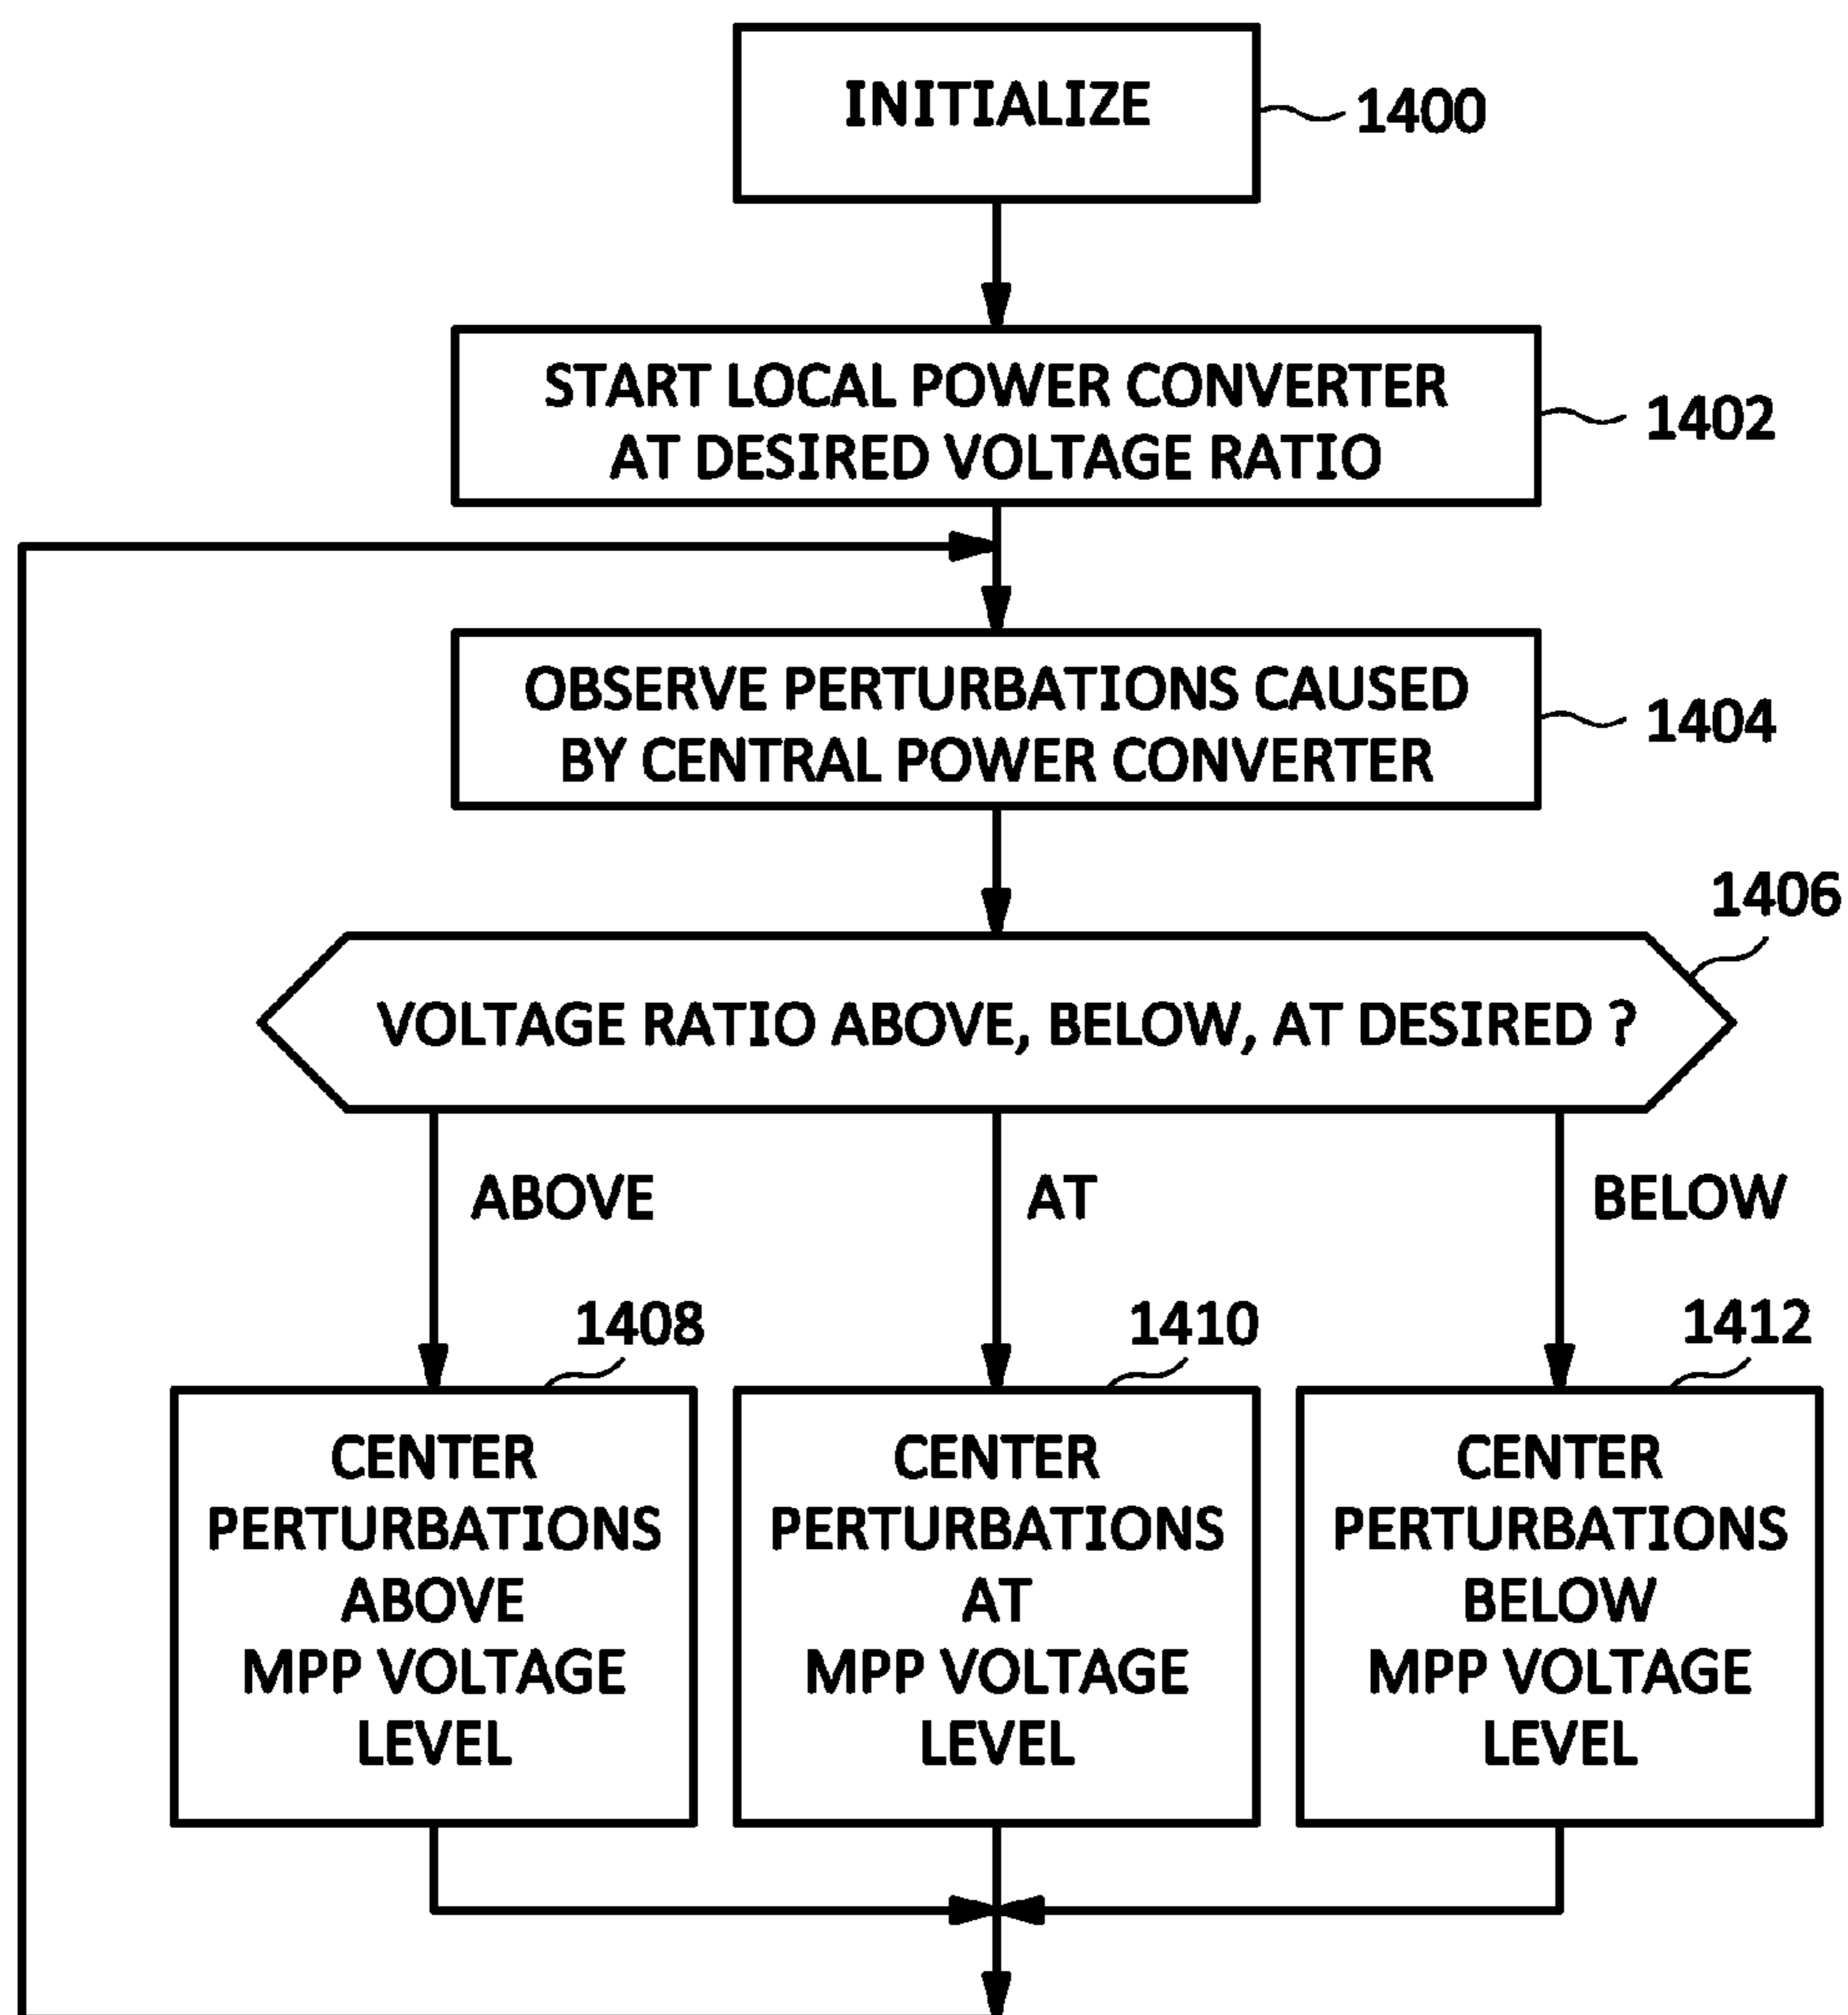 INITIALIZE
1400
START LOCAL POWER CONVERTER
AT DESIRED VOLTAGE RATIO
1402
OBSERVE PERTURBATIONS CAUSED
BY CENTRAL POWER CONVERTER
1404
1406
VOLTAGE RATIO ABOVE, BELOW, AT DESIRED ?
ABOVE
AT
BELOW
1408
CENTER
PERTURBATIONS
ABOVE
MPP VOLTAGE
LEVEL
1410
CENTER
PERTURBATIONS
AT
MPP VOLTAGE
LEVEL
1412
CENTER
PERTURBATIONS
BELOW
MPP VOLTAGE
LEVEL